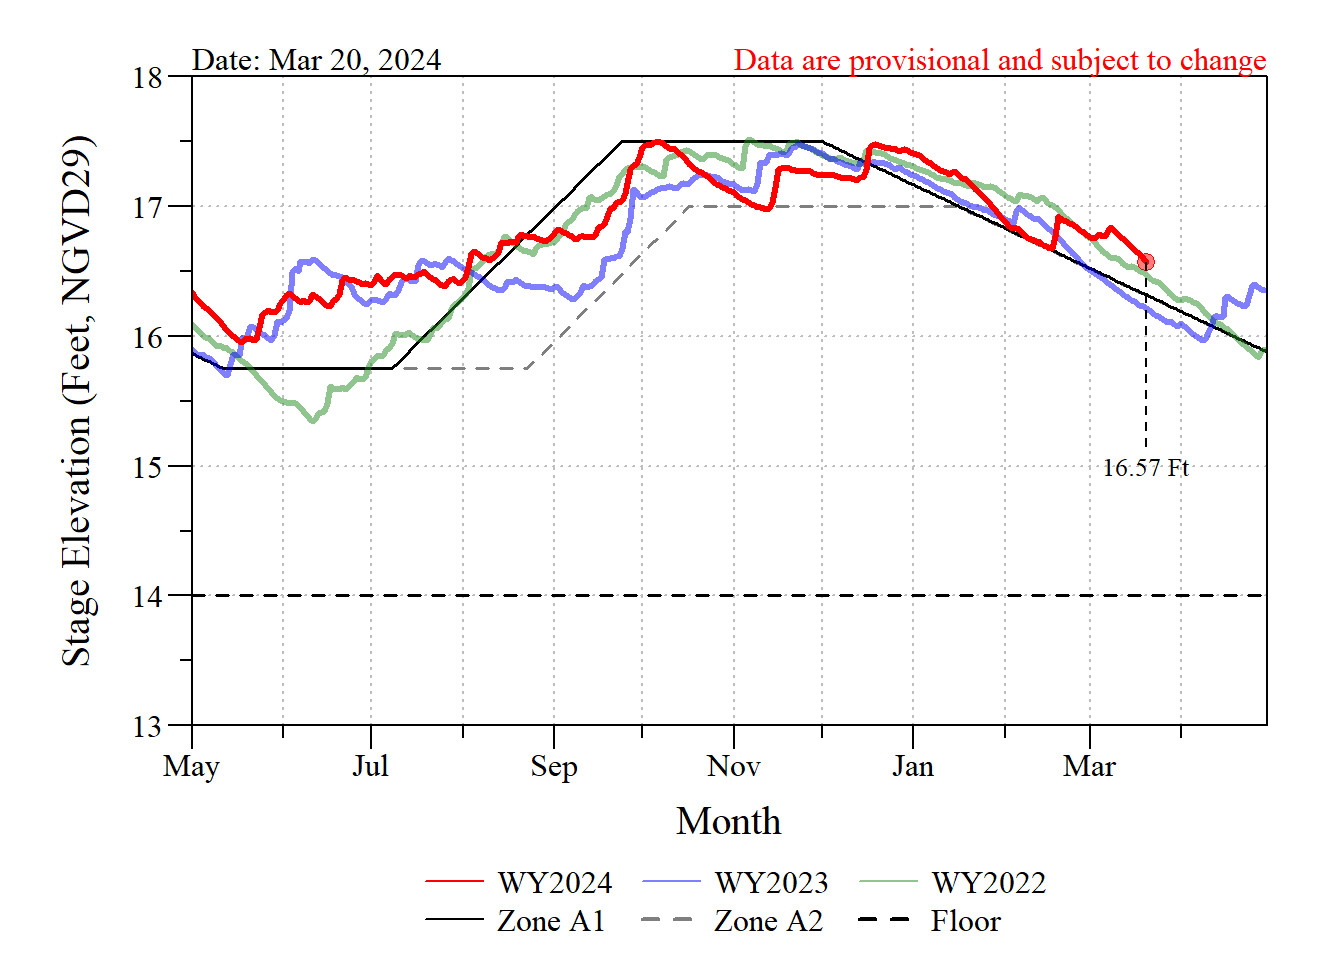 Date: Mar 20, 2024
Data are provisional and subject to change
18
17
16
15
14
13
Stage Elevation (Feet, NGVD29)
16.57 Ft
May Jul Sep Nov Jan Mar
Month
WY2024 WY2023 WY2022
Zone A1 Zone A2 Floor